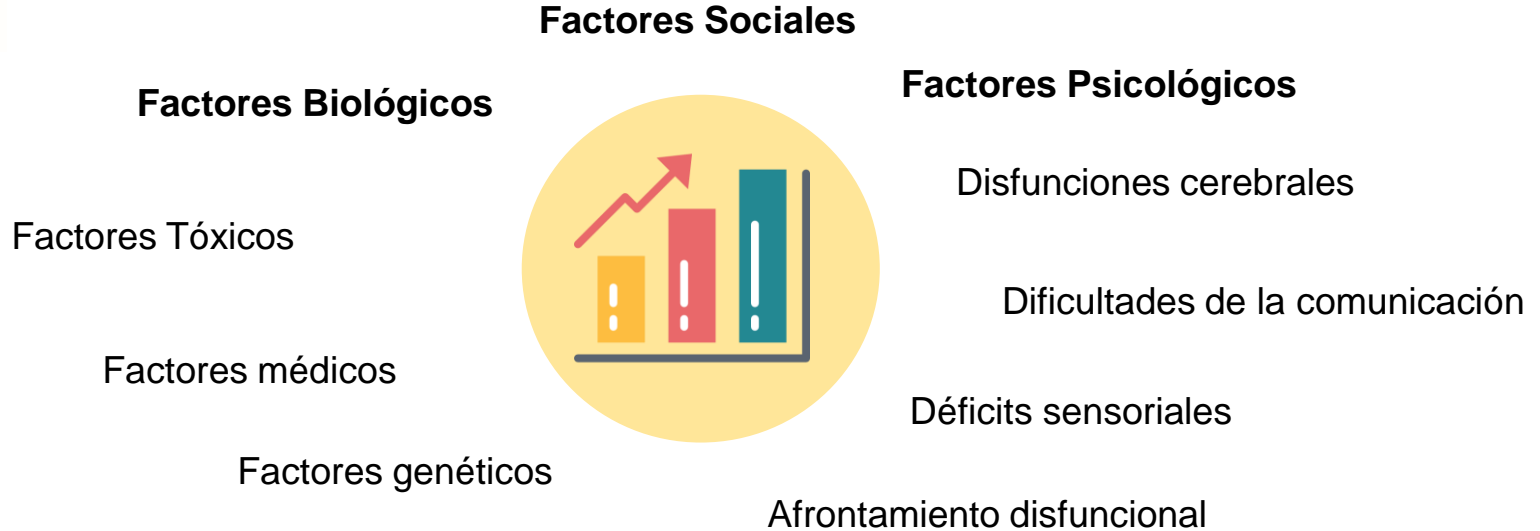 Factores Sociales
Factores Biológicos
Factores Psicológicos
Disfunciones cerebrales
Factores Tóxicos
Dificultades de la comunicación
Factores médicos
Déficits sensoriales
Factores genéticos
Afrontamiento disfuncional